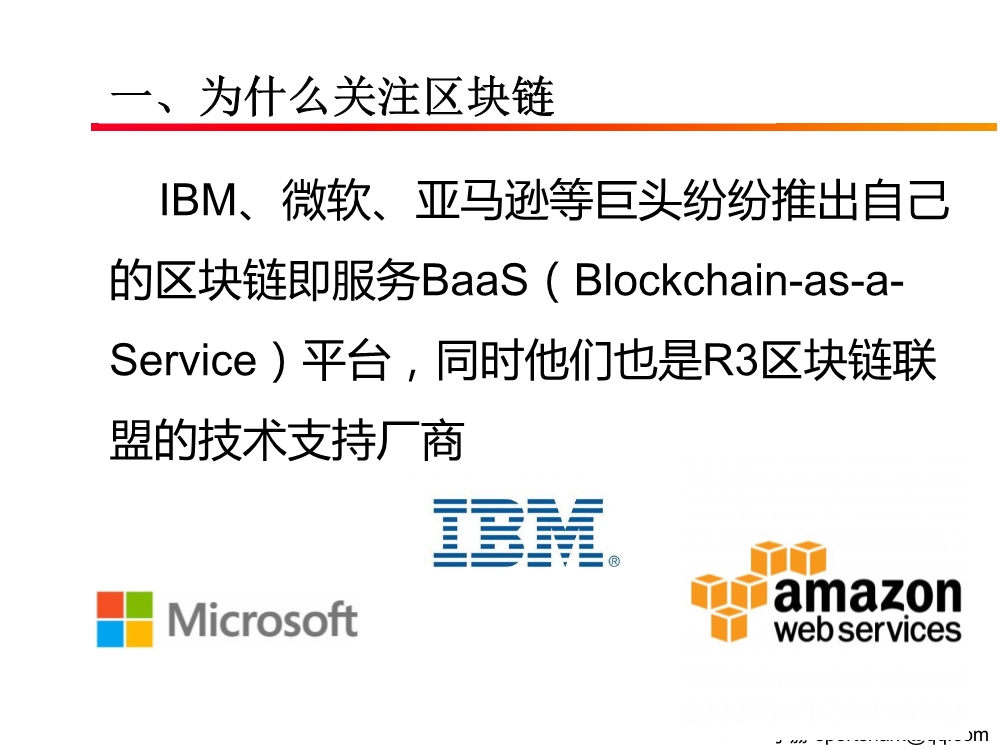 一、为什么关注区块链
IBM、微软、亚马逊等巨头纷纷推出自己
的区块链即服务BaaS（Blockchain-as-a-
Service）平台，同时他们也是R3区块链联
盟的技术支持厂商
IBM®
Microsoft
amazon
web services